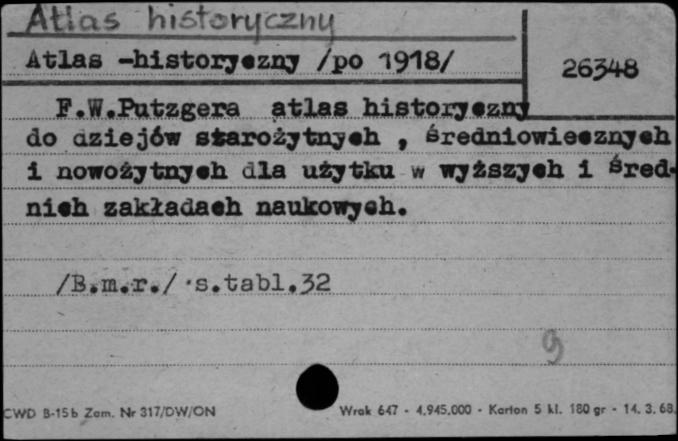 Atlas historyczny
Atlas -historyczny /po 1918/
26348
F.W.Putzgera atlas historyczny
do dziejów starożytnych , średniowiecznych
i nowożytnych dla użytku w wyższych i śred-
nich zakładach naukowych.
/B.m.r./ s.tabl.32
9
CWD B-15b Zam. Nr 317/DW/ON Wrak 647 - 4.945.000 - Karton 5 kl. 180 gr - 14. 3. 68.